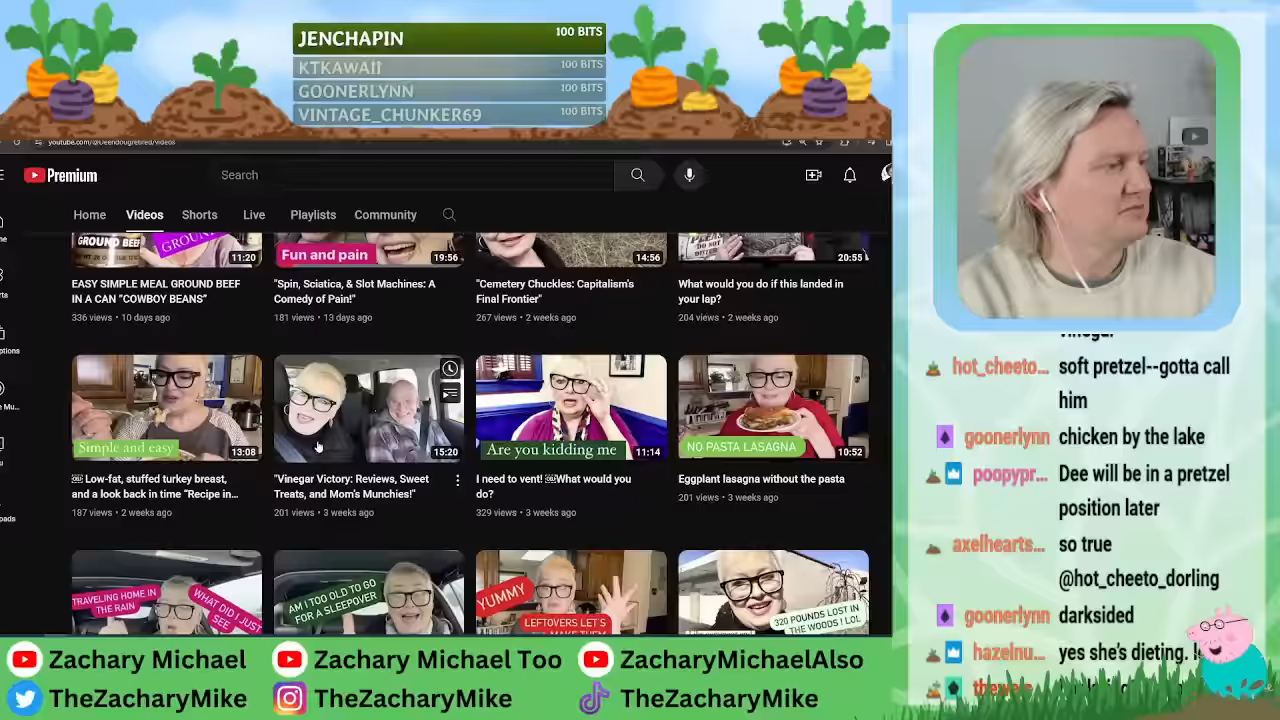 JENCHAPIN 100 BITS
KTKAWAII 100 BITS
GOONERLYNN 100 BITS
VINTAGE_CHUNKER69 100 BITS
Premium
Search
Home Videos Shorts Live Playlists Community
GROUND BEEF
11:20
Fun and pain
19:56
14:56
20:55
EASY SIMPLE MEAL GROUND BEEF
IN A CAN "COWBOY BEANS"
336 views • 10 days ago
"Spin, Sciatica, & Slot Machines: A
Comedy of Pain!"
181 views • 13 days ago
"Cemetery Chuckles: Capitalism's
Final Frontier"
267 views • 2 weeks ago
What would you do if this landed in
your lap?
204 views • 2 weeks ago
Simple and easy
13:08
15:20
Are you kidding me
11:14
NO PASTA LASAGNA
10:52
Low-fat, stuffed turkey breast,
and a look back in time "Recipe in...
187 views • 2 weeks ago
"Vinegar Victory: Reviews, Sweet
Treats, and Mom's Munchies!"
201 views • 3 weeks ago
I need to vent! What would you
do?
329 views • 3 weeks ago
Eggplant lasagna without the pasta
201 views • 3 weeks ago
TRAVELING HOME IN
THE RAIN
WHAT DID I JUST
SEE
AM I TOO OLD TO GO
FOR A SLEEPOVER
YUMMY
LEFTOVERS LET'S
MAKE THEM
320 POUNDS LOST IN
THE WOODS ! LOL
vinegar
hot_cheeto... soft pretzel--gotta call
him
goonerlynn chicken by the lake
poopypr... Dee will be in a pretzel
position later
axelhearts... so true
@hot_cheeto_dorling
goonerlynn darksided
hazelnu... yes she's dieting.
Zachary Michael Zachary Michael Too ZacharyMichaelAlso
TheZacharyMike TheZacharyMike TheZacharyMike